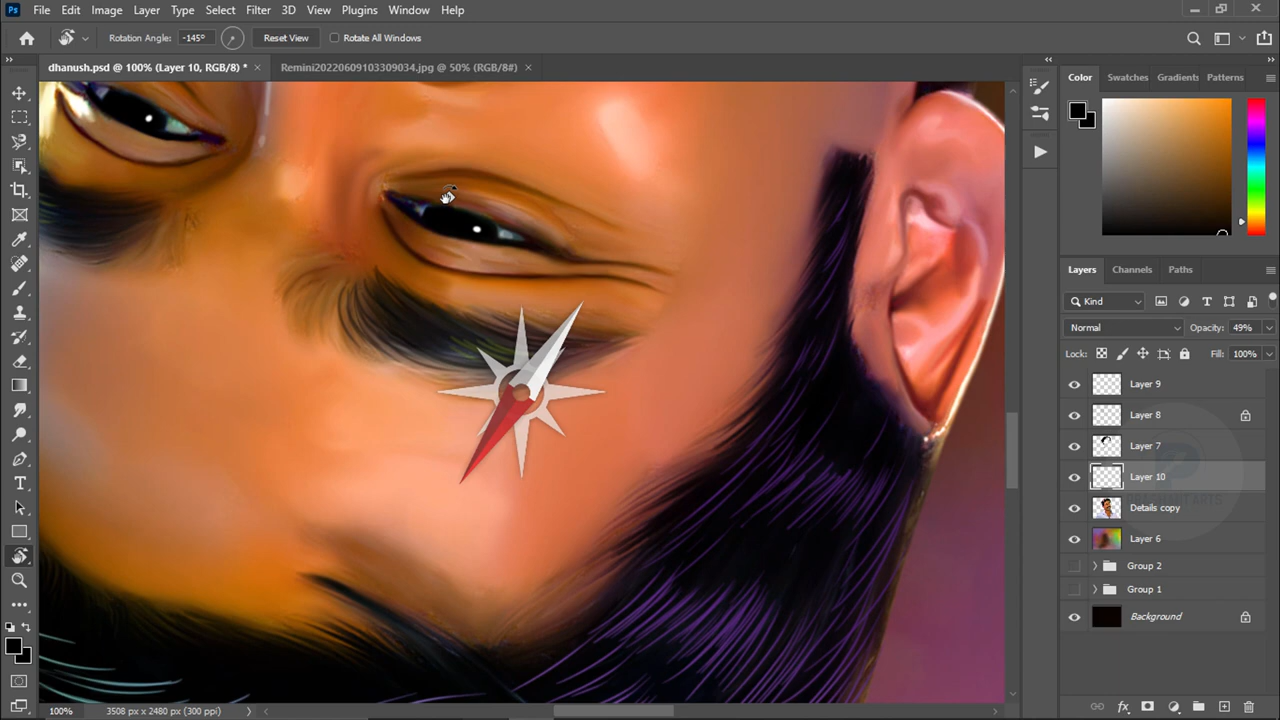 File Edit Image Layer Type Select Filter 3D View Plugins Window Help
Rotation Angle: -145° Reset View Rotate All Windows
dhanush.psd @ 100% (Layer 10, RGB/8) * × Remini20220609103309034.jpg @ 50% (RGB/8#) ×
Color Swatches Gradients Patterns
Layers Channels Paths
Kind
Normal Opacity: 49%
Lock: Fill: 100%
Layer 9
Layer 8
Layer 7
Layer 10
Details copy
Layer 6
Group 2
Group 1
Background
100% 3508 px x 2480 px (300 ppi)